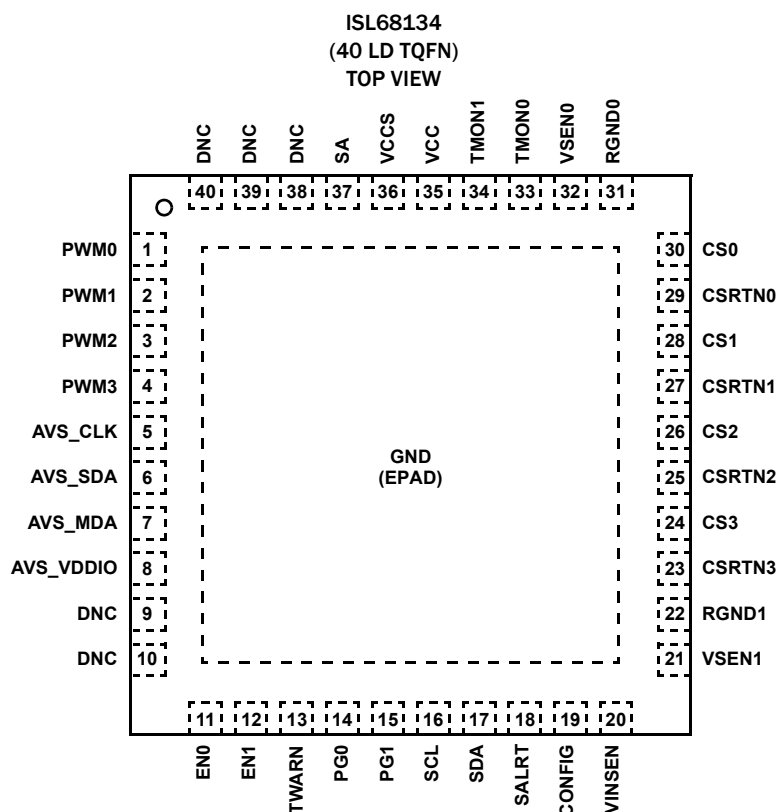 ISL68134
(40 LD TQFN)
TOP VIEW
DNC
DNC
DNC
SA
VCCS
VCC
TMON1
TMON0
VSEN0
RGND0
40 39 38 37 36 35 34 33 32 31
PWM0 1
PWM1 2
PWM2 3
PWM3 4
AVS_CLK 5
AVS_SDA 6
AVS_MDA 7
AVS_VDDIO 8
DNC 9
DNC 10
GND
(EPAD)
30 CS0
29 CSRTN0
28 CS1
27 CSRTN1
26 CS2
25 CSRTN2
24 CS3
23 CSRTN3
22 RGND1
21 VSEN1
11 12 13 14 15 16 17 18 19 20
EN0
EN1
TWARN
PG0
PG1
SCL
SDA
SALRT
CONFIG
VINSEN